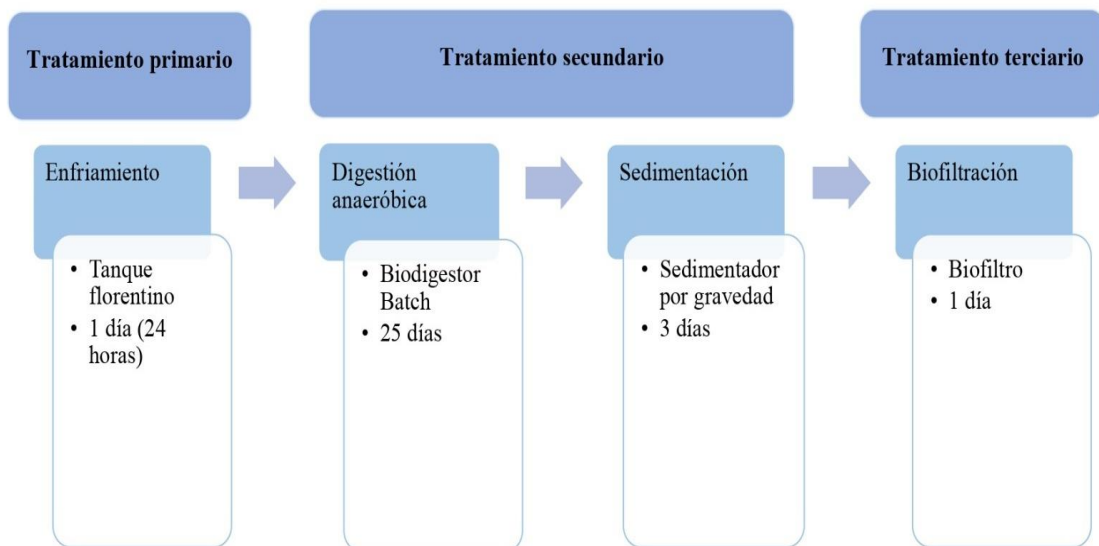 Tratamiento primario
Tratamiento secundario
Tratamiento terciario
Enfriamiento
• Tanque
florentino
• 1 día (24
horas)
Digestión
anaeróbica
• Biodigestor
Batch
• 25 días
Sedimentación
• Sedimentador
por gravedad
• 3 días
Biofiltración
• Biofiltro
• 1 día